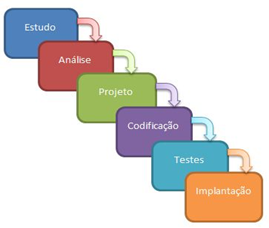 Estudo
Análise
Projeto
Codificação
Testes
Implantação